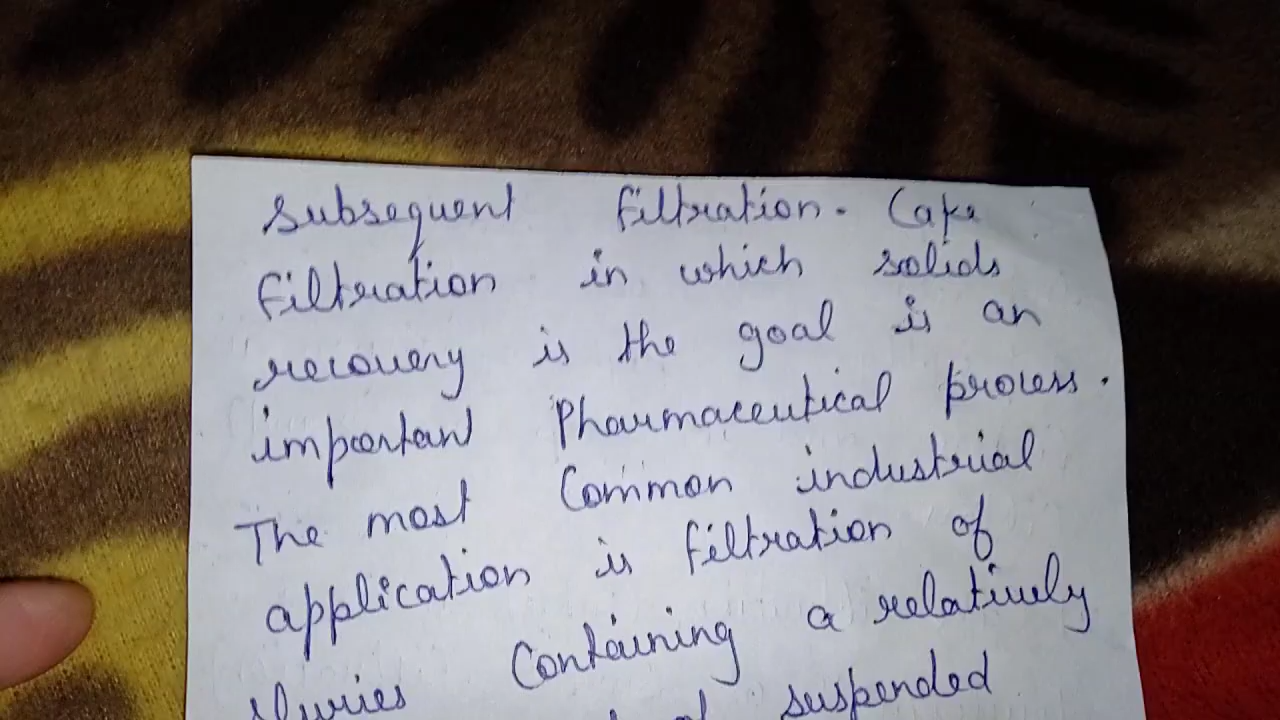 subsequent filtration. Cake
filtration in which solids
recovery is the goal is an
important Pharmaceutical process.
The most Common industrial
application is filtration of
slurries Containing a relatively
suspended